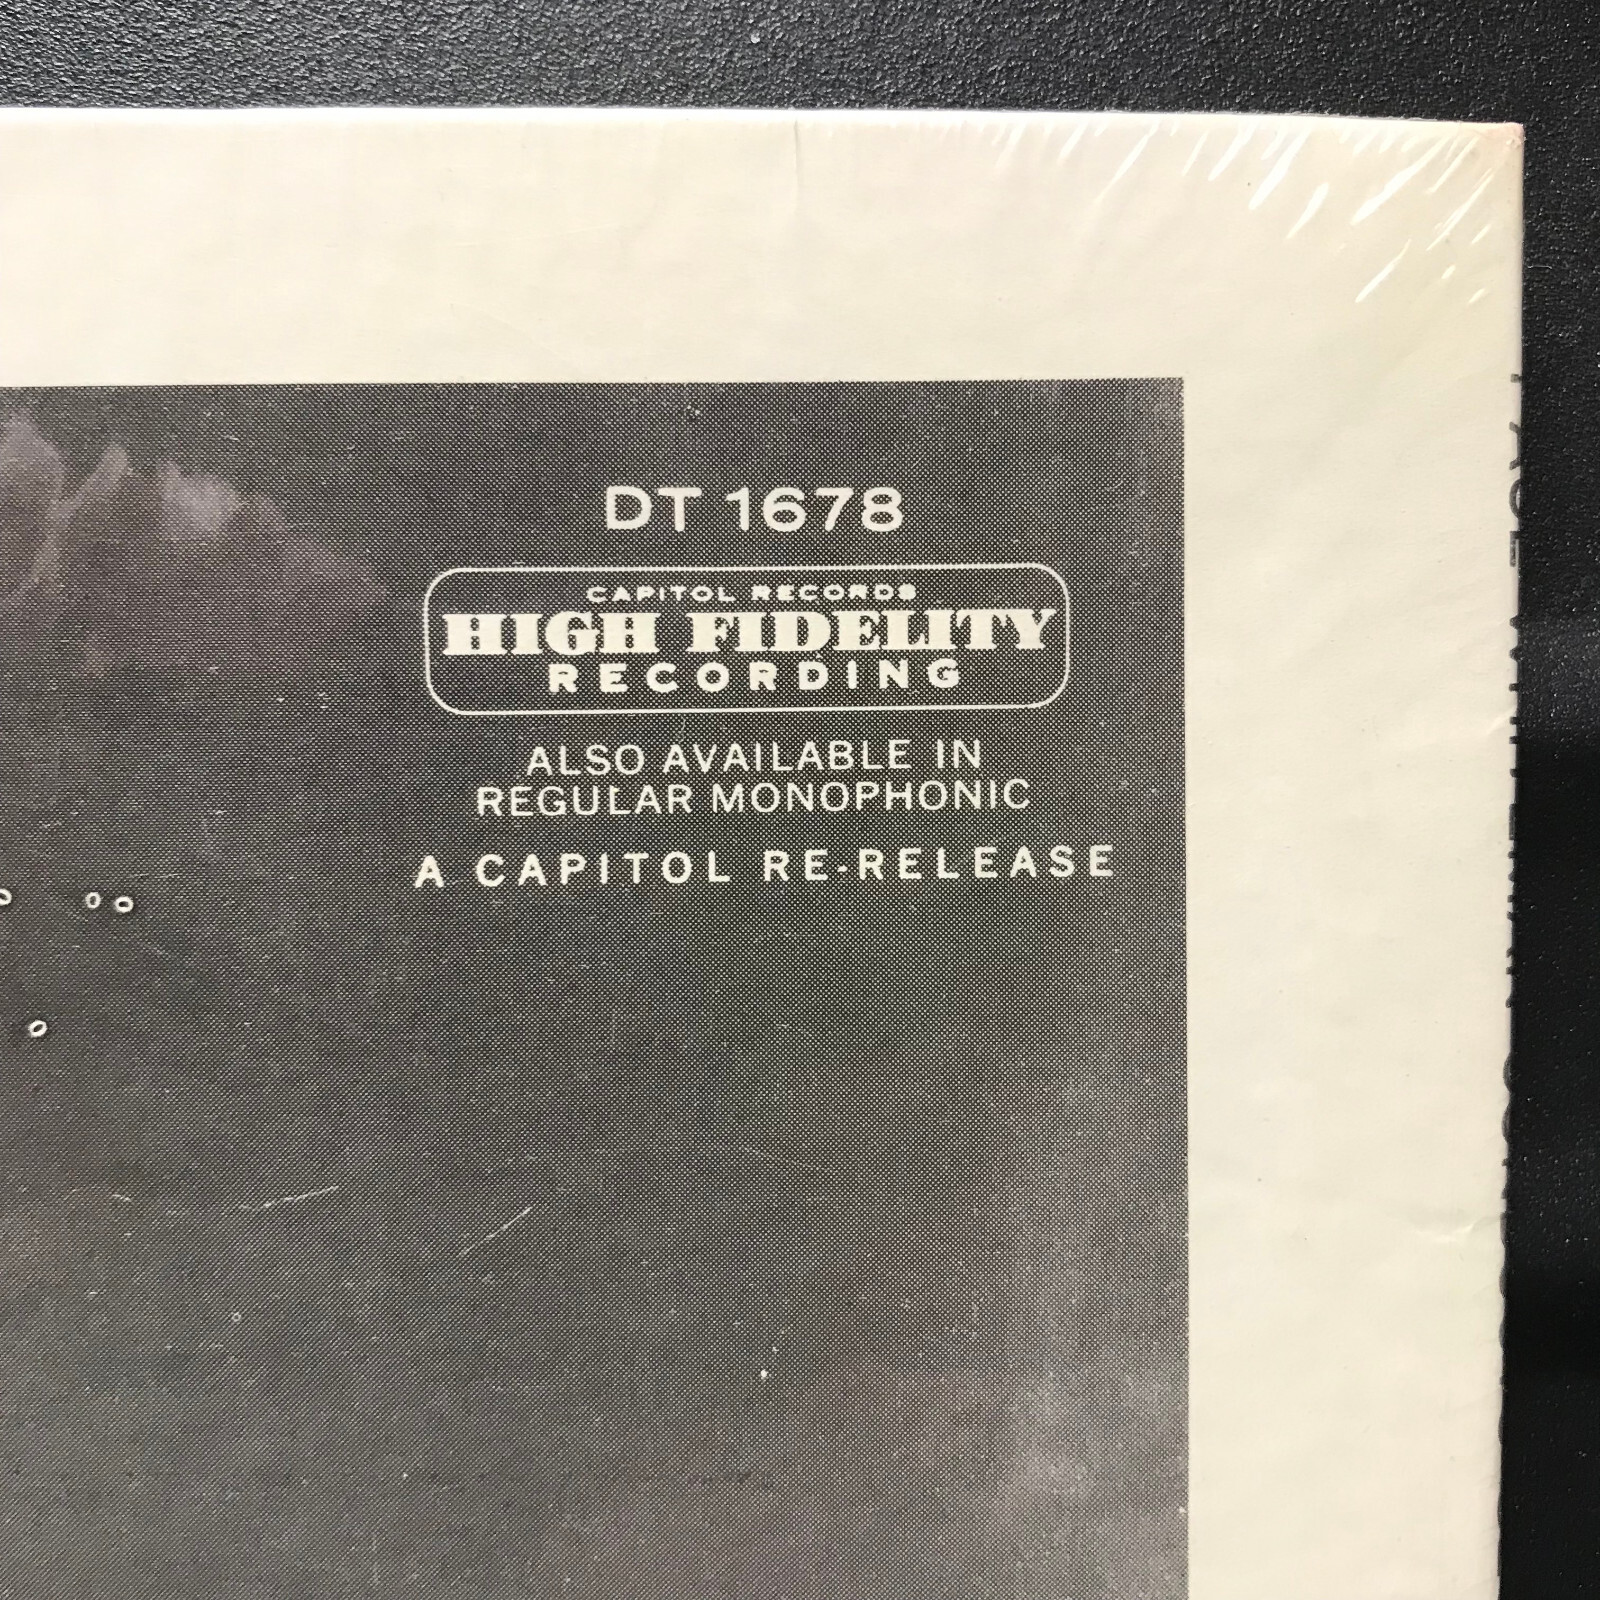 DT 1678
CAPITOL RECORDS
HIGH FIDELITY
RECORDING
ALSO AVAILABLE IN
REGULAR MONOPHONIC
A CAPITOL RE-RELEASE